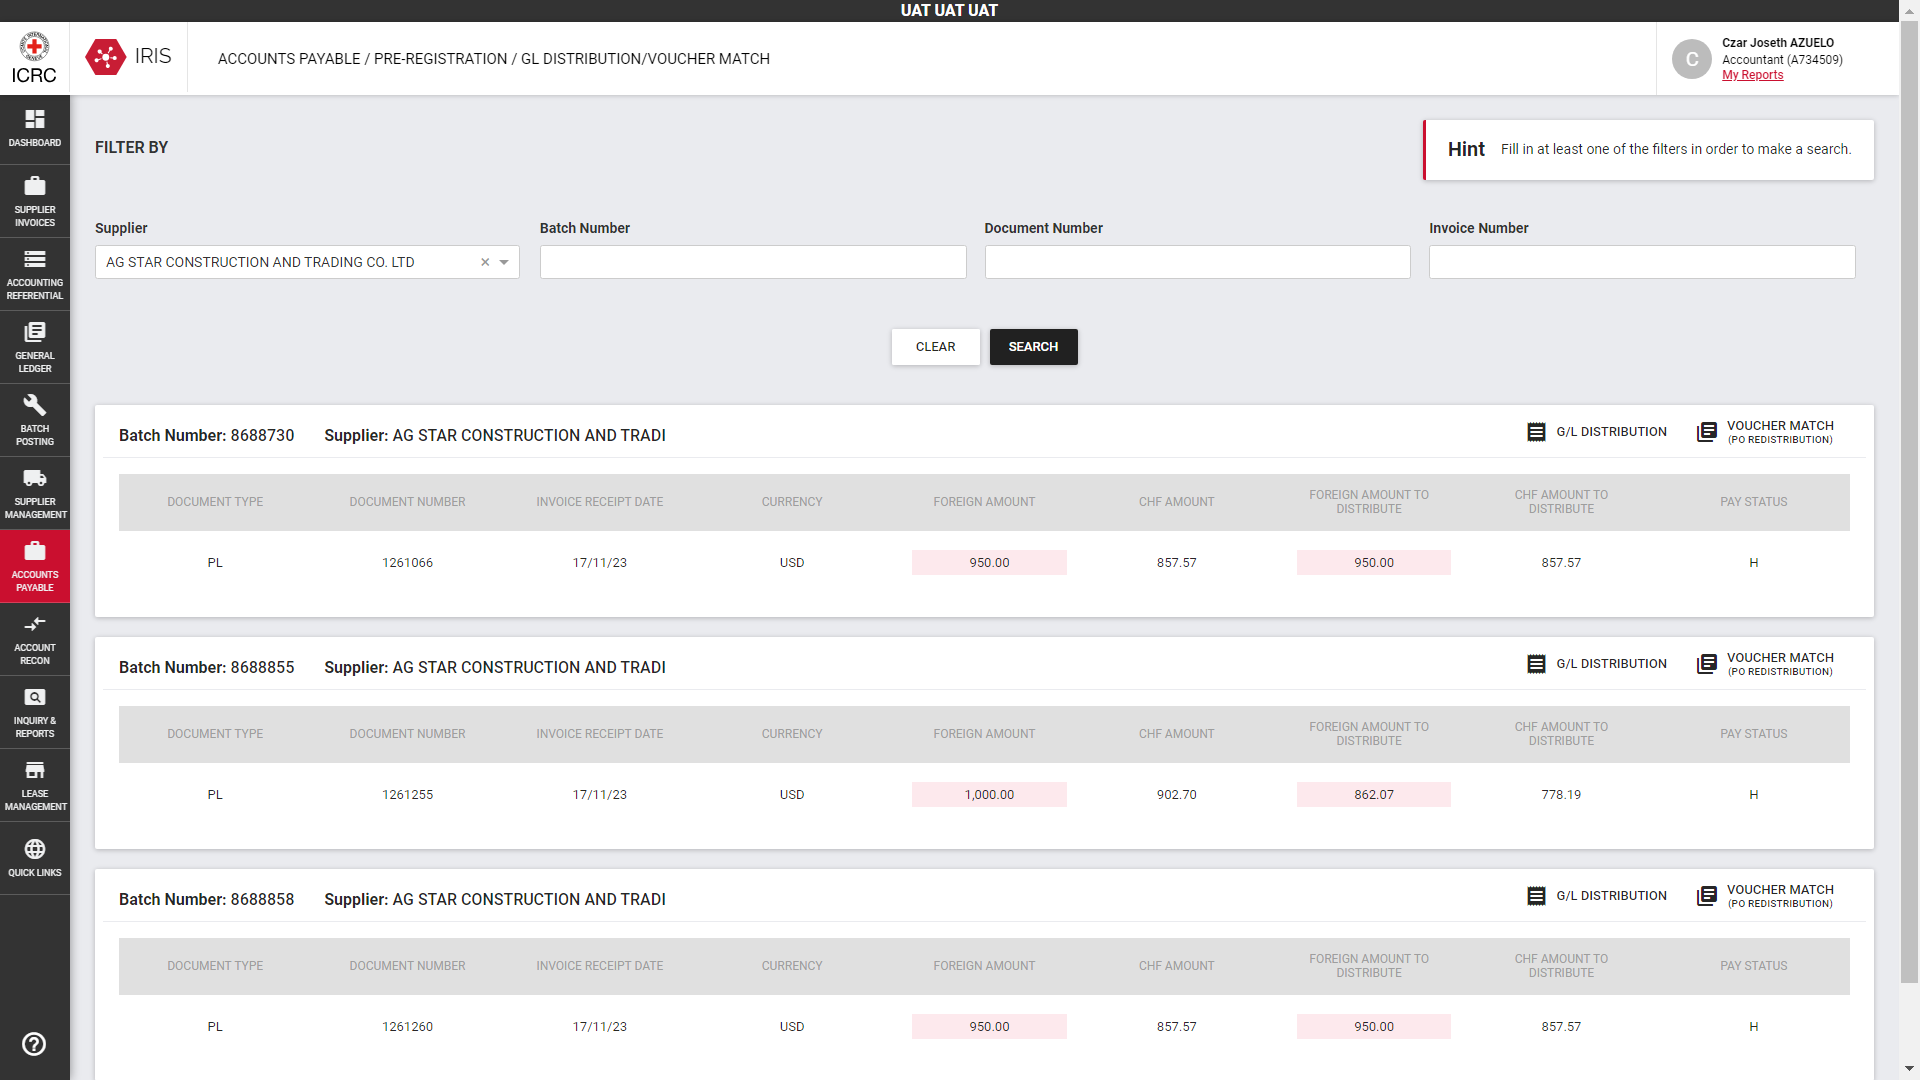 UAT UAT UAT
ICRC
IRIS
ACCOUNTS PAYABLE / PRE-REGISTRATION / GL DISTRIBUTION/VOUCHER MATCH
C
Czar Joseth AZUELO
Accountant (A734509)
My Reports
DASHBOARD
SUPPLIER
INVOICES
ACCOUNTING
REFERENTIAL
GENERAL
LEDGER
BATCH
POSTING
SUPPLIER
MANAGEMENT
ACCOUNTS
PAYABLE
ACCOUNT
RECON
INQUIRY &
REPORTS
LEASE
MANAGEMENT
QUICK LINKS
FILTER BY
Hint Fill in at least one of the filters in order to make a search.
Supplier Batch Number Document Number Invoice Number
AG STAR CONSTRUCTION AND TRADING CO. LTD
CLEAR SEARCH
Batch Number: 8688730 Supplier: AG STAR CONSTRUCTION AND TRADI G/L DISTRIBUTION VOUCHER MATCH
(PO REDISTRIBUTION)
DOCUMENT TYPE DOCUMENT NUMBER INVOICE RECEIPT DATE CURRENCY FOREIGN AMOUNT CHF AMOUNT FOREIGN AMOUNT TO DISTRIBUTE CHF AMOUNT TO DISTRIBUTE PAY STATUS
PL 1261066 17/11/23 USD 950.00 857.57 950.00 857.57 H
Batch Number: 8688855 Supplier: AG STAR CONSTRUCTION AND TRADI G/L DISTRIBUTION VOUCHER MATCH
(PO REDISTRIBUTION)
DOCUMENT TYPE DOCUMENT NUMBER INVOICE RECEIPT DATE CURRENCY FOREIGN AMOUNT CHF AMOUNT FOREIGN AMOUNT TO DISTRIBUTE CHF AMOUNT TO DISTRIBUTE PAY STATUS
PL 1261255 17/11/23 USD 1,000.00 902.70 862.07 778.19 H
Batch Number: 8688858 Supplier: AG STAR CONSTRUCTION AND TRADI G/L DISTRIBUTION VOUCHER MATCH
(PO REDISTRIBUTION)
DOCUMENT TYPE DOCUMENT NUMBER INVOICE RECEIPT DATE CURRENCY FOREIGN AMOUNT CHF AMOUNT FOREIGN AMOUNT TO DISTRIBUTE CHF AMOUNT TO DISTRIBUTE PAY STATUS
PL 1261260 17/11/23 USD 950.00 857.57 950.00 857.57 H